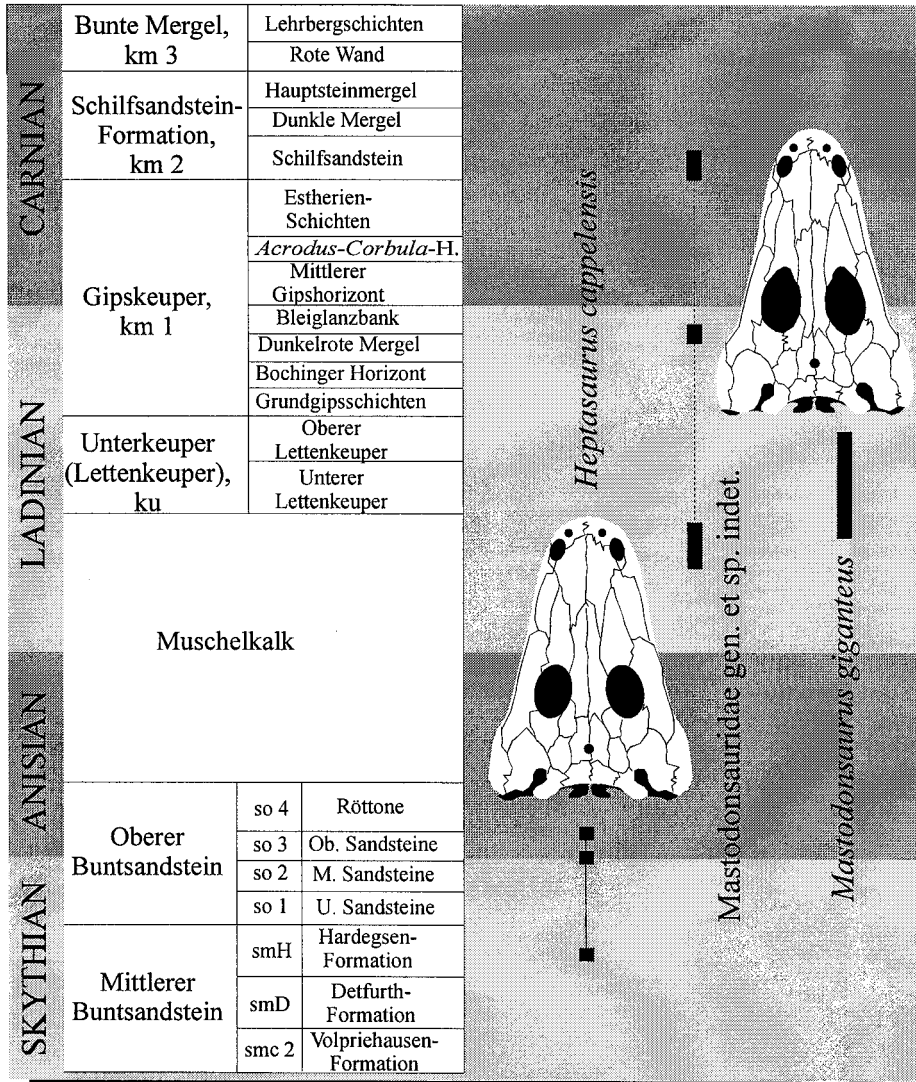 CARNIAN
LADINIAN
ANISIAN
SKYTHIAN
Bunte Mergel,
km 3
Lehrbergschichten
Rote Wand
Schilfsandstein-
Formation,
km 2
Hauptsteinmergel
Dunkle Mergel
Schilfsandstein
Gipskeuper,
km 1
Estherien-
Schichten
Acrodus-Corbula-H.
Mittlerer
Gipshorizont
Bleiglanzbank
Dunkelrote Mergel
Bochinger Horizont
Grundgipsschichten
Unterkeuper
(Lettenkeuper),
ku
Oberer
Lettenkeuper
Unterer
Lettenkeuper
Muschelkalk
Oberer
Buntsandstein
so 4
Röttone
so 3
Ob. Sandsteine
so 2
M. Sandsteine
so 1
U. Sandsteine
Mittlerer
Buntsandstein
smH
Hardegsen-
Formation
smD
Detfurth-
Formation
smc 2
Volpriehausen-
Formation
Heptasaurus cappelensis
Mastodonsauridae gen. et sp. indet.
Mastodonsaurus giganteus